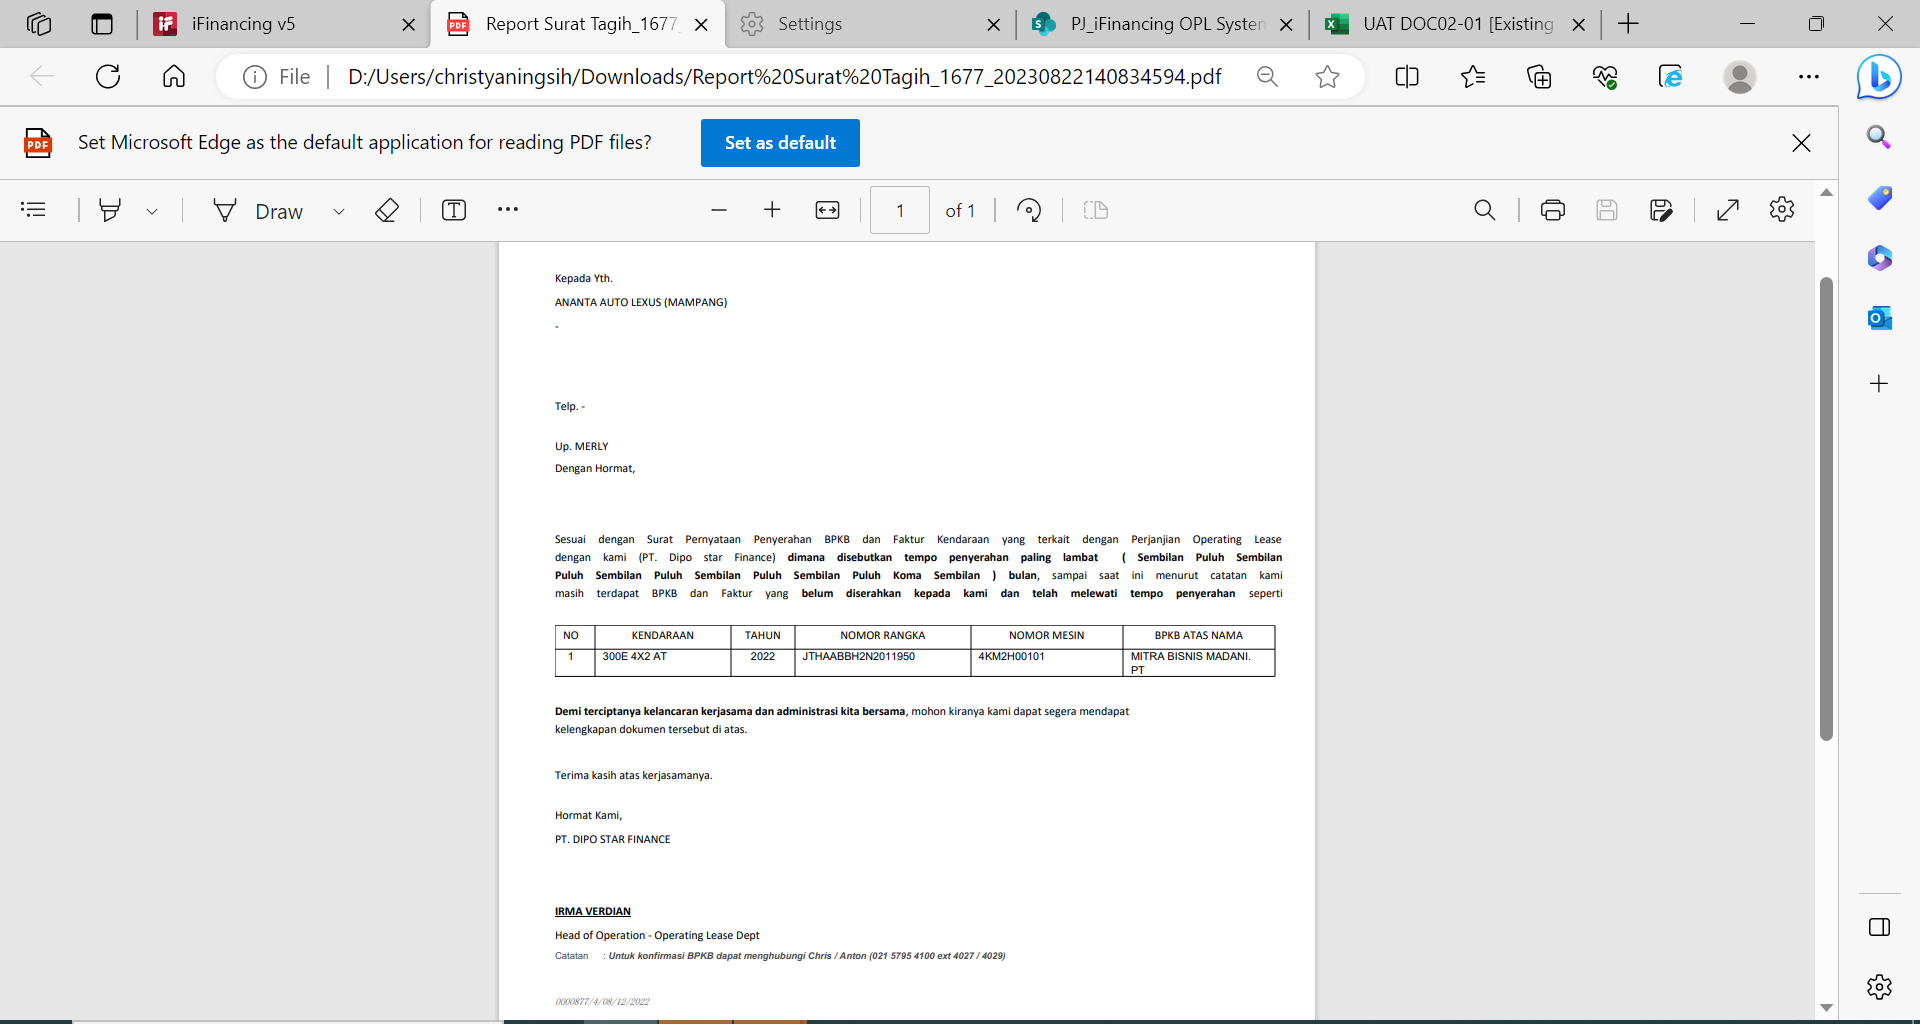 iFinancing v5
Report Surat Tagih_1677_
Settings
PJ_iFinancing OPL System
UAT DOC02-01 [Existing
File
D:/Users/christyaningsih/Downloads/Report%20Surat%20Tagih_1677_20230822140834594.pdf
PDF
Set Microsoft Edge as the default application for reading PDF files?
Set as default
Draw
1
of 1
Kepada Yth.
ANANTA AUTO LEXUS (MAMPANG)
-
Telp. -
Up. MERLY
Dengan Hormat,
Sesuai dengan Surat Pernyataan Penyerahan BPKB dan Faktur Kendaraan yang terkait dengan Perjanjian Operating Lease
dengan kami (PT. Dipo star Finance) dimana disebutkan tempo penyerahan paling lambat ( Sembilan Puluh Sembilan
Puluh Sembilan Puluh Sembilan Puluh Sembilan Puluh Koma Sembilan ) bulan, sampai saat ini menurut catatan kami
masih terdapat BPKB dan Faktur yang belum diserahkan kepada kami dan telah melewati tempo penyerahan seperti
NO KENDARAAN TAHUN NOMOR RANGKA NOMOR MESIN BPKB ATAS NAMA
1 300E 4X2 AT 2022 JTHAABBH2N2011950 4KM2H00101 MITRA BISNIS MADANI.
PT
Demi terciptanya kelancaran kerjasama dan administrasi kita bersama, mohon kiranya kami dapat segera mendapat
kelengkapan dokumen tersebut di atas.
Terima kasih atas kerjasamanya.
Hormat Kami,
PT. DIPO STAR FINANCE
IRMA VERDIAN
Head of Operation - Operating Lease Dept
Catatan : Untuk konfirmasi BPKB dapat menghubungi Chris / Anton (021 5795 4100 ext 4027 / 4029)
0000877/4/08/12/2022